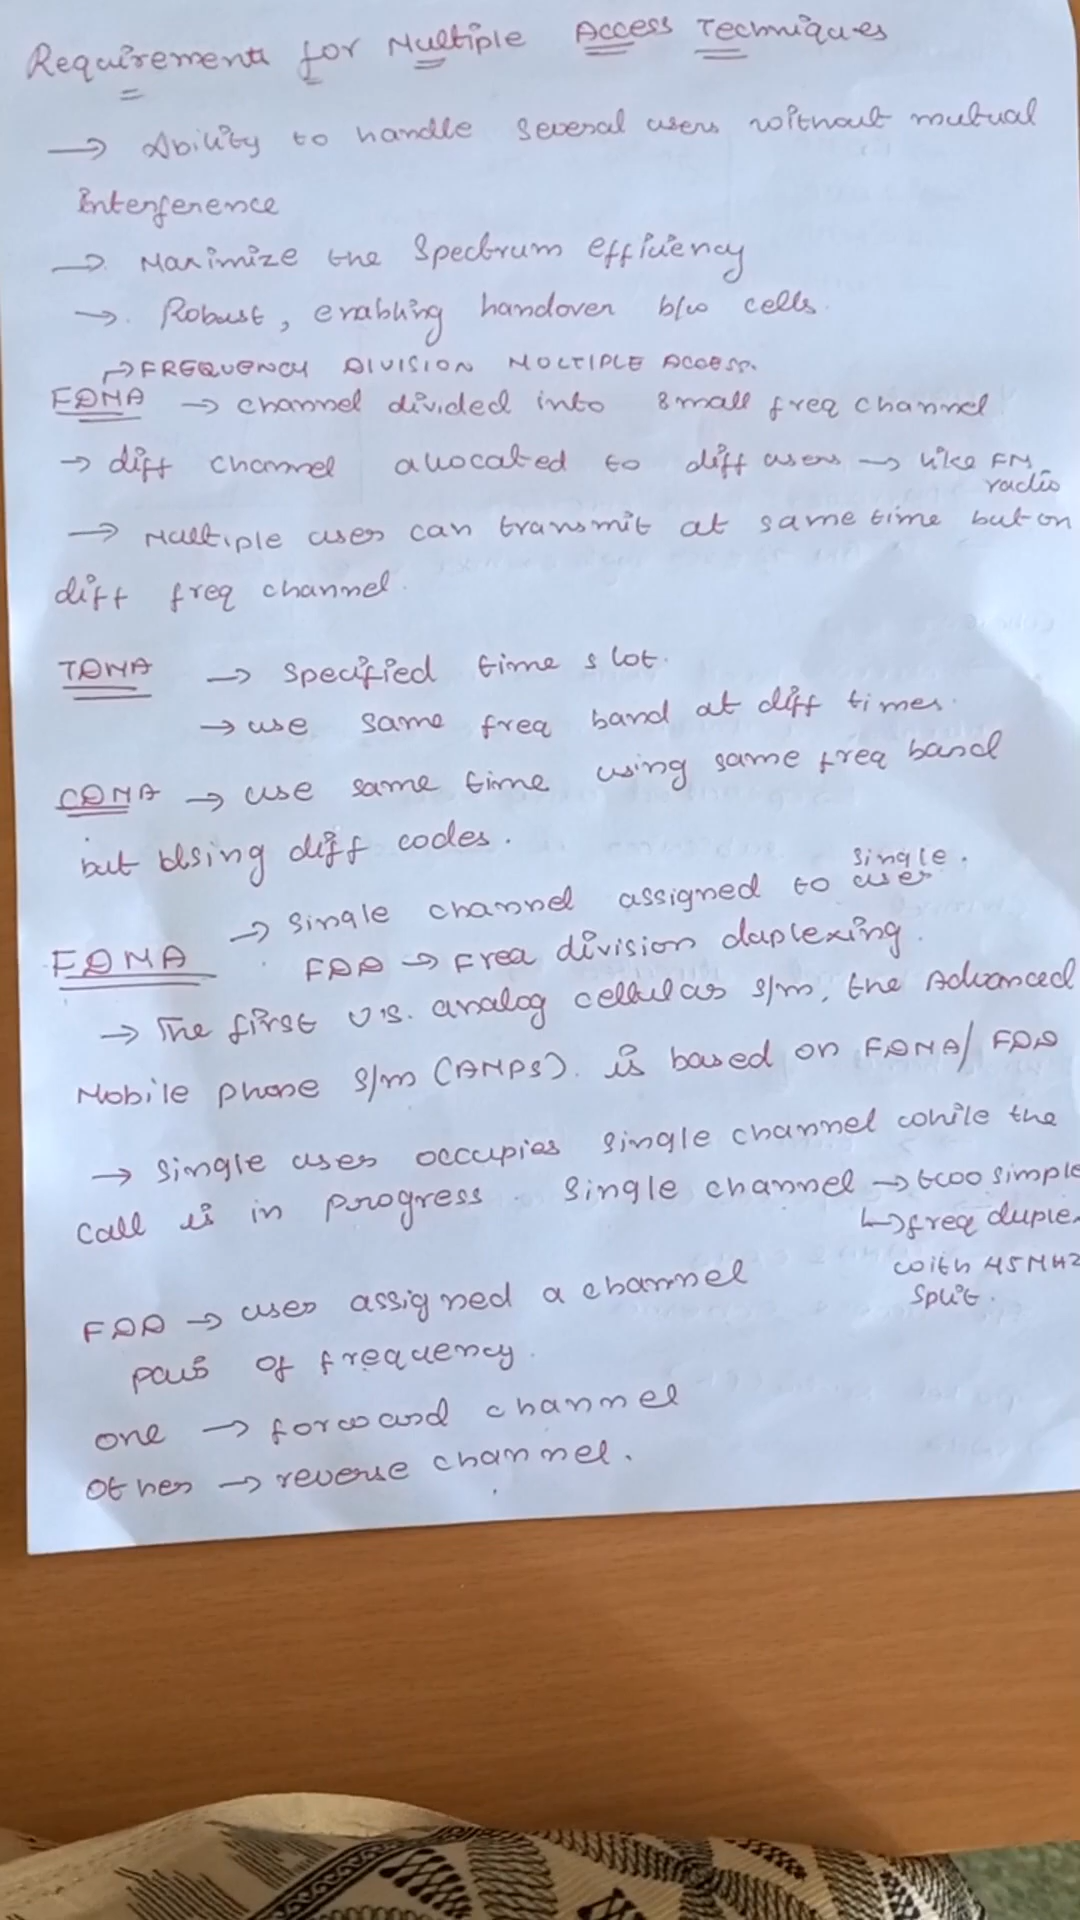 Requirements for Multiple Access Techniques
→ Ability to handle several users without mutual
interference
→ Maximize the Spectrum efficiency
→ Robust, enabling handover b/w cells.
→ FREQUENCY DIVISION MULTIPLE ACCESS.
FDMA → channel divided into small freq channel
→ diff channel allocated to diff users → like FM
radio
→ Multiple user can transmit at same time but on
diff freq channel.
TDMA → specified time slot.
→ use same freq band at diff times.
CDMA → use same time using same freq band
but using diff codes.
single.
FDMA → single channel assigned to user
FDD → Freq division duplexing.
→ The first U.S. analog cellular s/m, the Advanced
Mobile phone s/m (AMPS). is based on FDMA/FDD
→ single user occupies single channel while the
call is in progress. Single channel → two simple
↳ freq duple
with 45MHz
split.
FDD → user assigned a channel
pair of frequency.
one → forward channel
other → reverse channel.